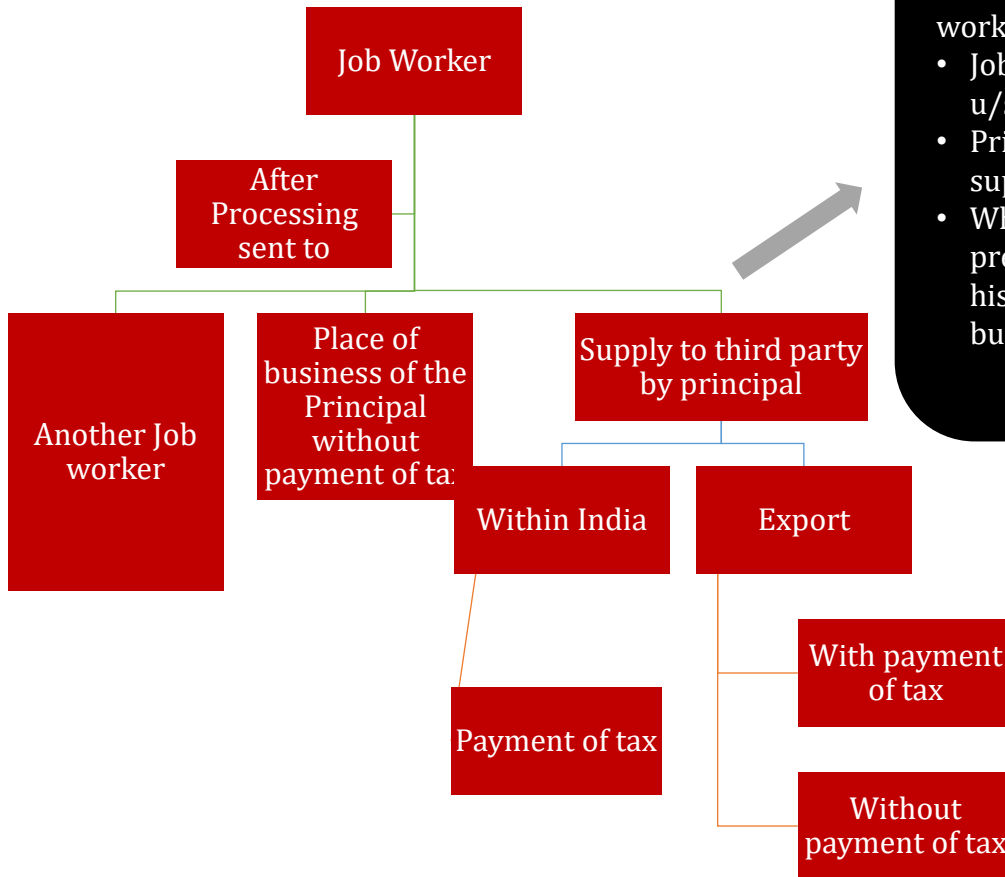 Job Worker
After
Processing
sent to
Another Job
worker
Place of
business of the
Principal
without
payment of
Supply to third party
by principal
Within India
Export
Payment of tax
With payment
of tax
Without
payment of tax